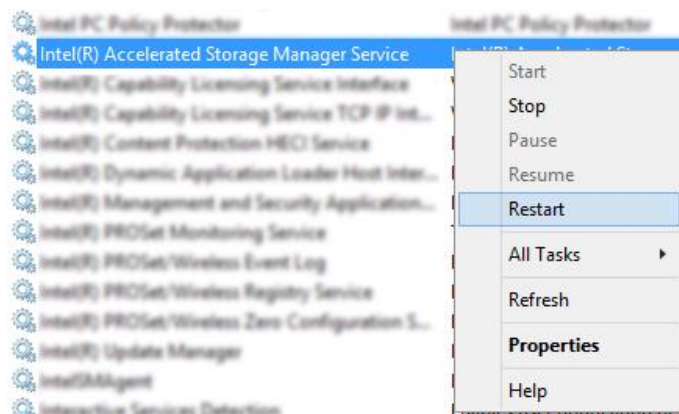 Intel PC Policy Protector Intel PC Policy Protector
Intel(R) Accelerated Storage Manager Service
Intel(R) Capability Licensing Service Interface
Intel(R) Capability Licensing Service TCP IP Int...
Intel(R) Content Protection HECI Service
Intel(R) Dynamic Application Loader Host Inter...
Intel(R) Management and Security Application...
Intel(R) PROSet Monitoring Service
Intel(R) PROSet/Wireless Event Log
Intel(R) PROSet/Wireless Registry Service
Intel(R) PROSet/Wireless Zero Configuration S...
Intel(R) Update Manager
IntelSMAgent
Interactive Services Detection
Start
Stop
Pause
Resume
Restart
All Tasks
Refresh
Properties
Help